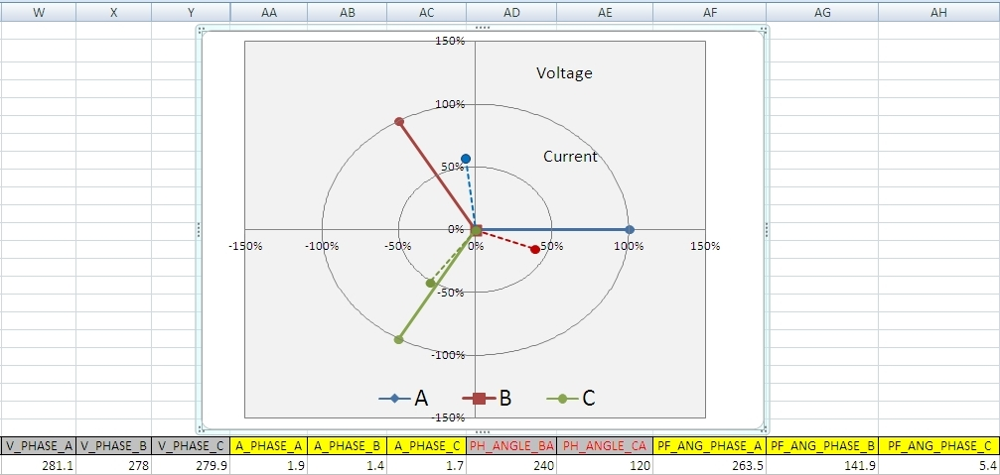 W X Y AA AB AC AD AE AF AG AH
150%
Voltage
100%
Current
50%
0%
-150% -100% -50% 0% 50% 100% 150%
-50%
-100%
A B C
-150%
V_PHASE_A V_PHASE_B V_PHASE_C A_PHASE_A A_PHASE_B A_PHASE_C PH_ANGLE_BA PH_ANGLE_CA PF_ANG_PHASE_A PF_ANG_PHASE_B PF_ANG_PHASE_C
281.1 278 279.9 1.9 1.4 1.7 240 120 263.5 141.9 5.4